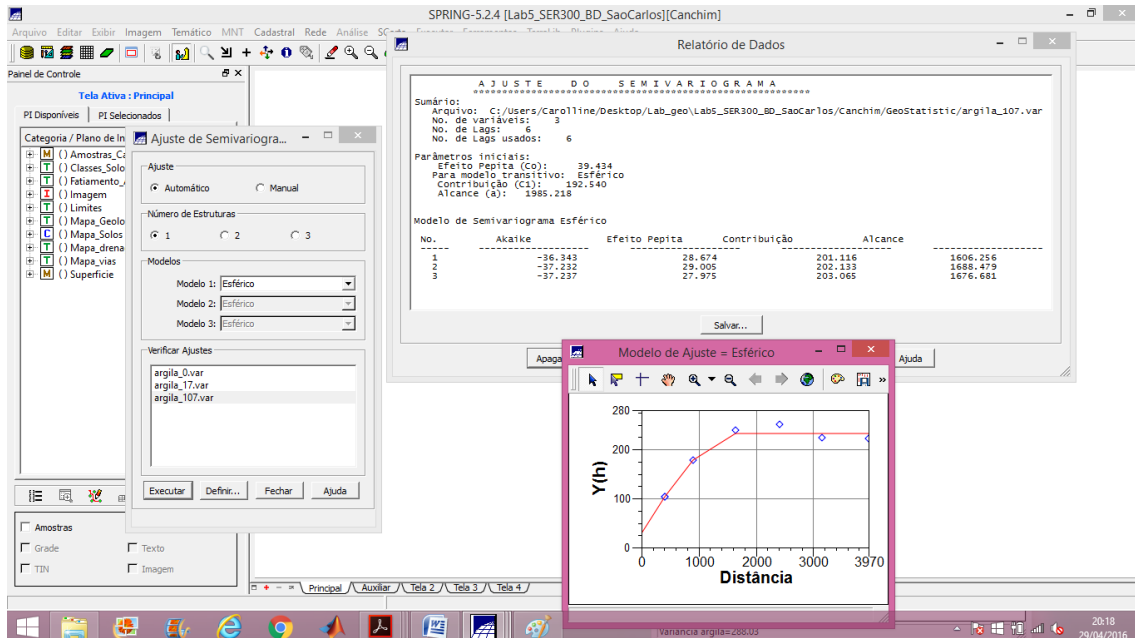 SPRING-5.2.4 [Lab5_SER300_BD_SaoCarlos][Canchim]
Arquivo Editar Exibir Imagem Temático MNT Cadastral Rede Análise
Painel de Controle
Tela Ativa : Principal
PI Disponíveis PI Selecionados
Categoria / Plano de In
M () Amostras_Ca
T () Classes_Solo
T () Fatiamento_
I () Imagem
T () Limites
T () Mapa_Geolo
C () Mapa_Solos
T () Mapa_drena
T () Mapa_vias
M () Superficie
Amostras
Grade Texto
TIN Imagem
Ajuste de Semivariogra...
Ajuste
Automático Manual
Número de Estruturas
1 2 3
Modelos
Modelo 1: Esférico
Modelo 2: Esférico
Modelo 3: Esférico
Verificar Ajustes
argila_0.var
argila_17.var
argila_107.var
Executar Definir... Fechar Ajuda
Relatório de Dados
A J U S T E D O S E M I V A R I O G R A M A
Sumário:
Arquivo: C:/Users/Carolline/Desktop/Lab_geo\Lab5_SER300_BD_SaoCarlos/Canchim/GeoStatistic/argila_107.var
No. de variáveis: 3
No. de Lags: 6
No. de Lags usados: 6
Parâmetros iniciais:
Efeito Pepita (Co): 39.434
Para modelo transitivo: Esférico
Contribuição (C1): 192.540
Alcance (a): 1985.218
Modelo de Semivariograma Esférico
No. Akaike Efeito Pepita Contribuição Alcance
1 -36.343 28.674 201.116 1606.256
2 -37.232 29.005 202.133 1688.479
3 -37.237 27.975 203.065 1676.681
Salvar...
Apaga
Ajuda
Modelo de Ajuste = Esférico
»
280
200
100
0
0 1000 2000 3000 3970
Y(h)
Distância
Principal Auxiliar Tela 2 Tela 3 Tela 4
Variancia argila=288.03
20:18
29/04/2016